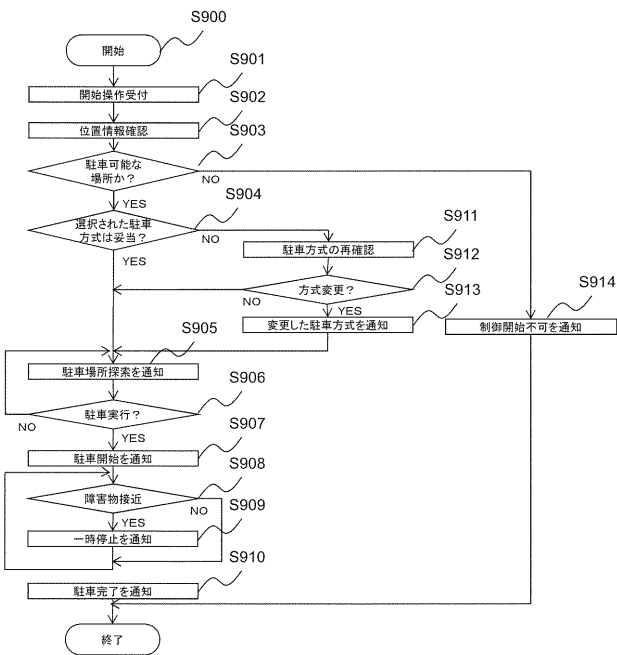 S900
開始
S901
開始操作受付
S902
位置情報確認
S903
駐車可能な
場所か？
NO
YES
S904
選択された駐車
方式は妥当？
NO
YES
S911
駐車方式の再確認
S912
方式変更？
NO
YES
S913
変更した駐車方式を通知
S914
制御開始不可を通知
S905
駐車場所探索を通知
S906
駐車実行？
NO
YES
S907
駐車開始を通知
S908
障害物接近
NO
YES
S909
一時停止を通知
S910
駐車完了を通知
終了